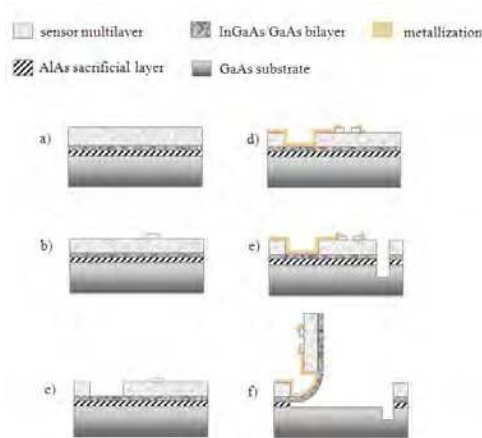 sensor multilayer
InGaAs/GaAs bilayer
metallization
AlAs sacrificial layer
GaAs substrate
a)
d)
b)
e)
c)
f)